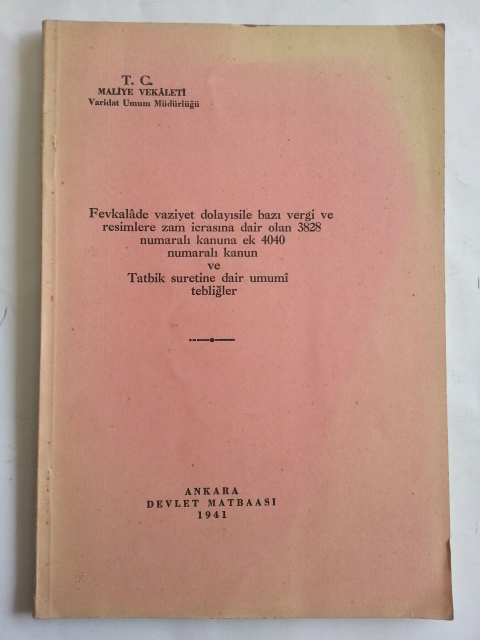 T. C.
MALİYE VEKÂLETİ
Varidat Umum Müdürlüğü
Fevkalâde vaziyet dolayısile bazı vergi ve
resimlere zam icrasına dair olan 3828
numaralı kanuna ek 4040
numaralı kanun
ve
Tatbik suretine dair umumî
tebliğler
ANKARA
DEVLET MATBAASI
1941